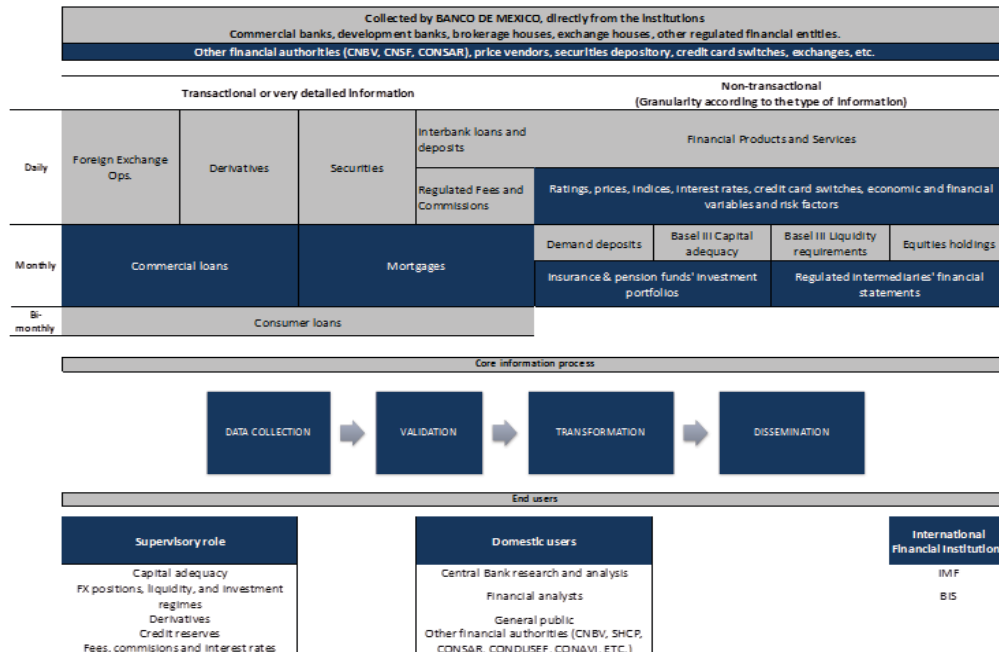 Collected by BANCO DE MEXICO, directly from the Institutions
Commercial banks, development banks, brokerage houses, exchange houses, other regulated financial entities.
Other financial authorities (CNBV, CNSF, CONSAR), price vendors, securities depository, credit card switches, exchanges, etc.
Transactional or very detailed information
Non-transactional
(Granularity according to the type of information)
Daily
Foreign Exchange
Ops.
Derivatives
Securities
Interbank loans and
deposits
Financial Products and Services
Regulated Fees and
Commissions
Ratings, prices, indices, interest rates, credit card switches, economic and financial
variables and risk factors
Monthly
Commercial loans
Mortgages
Demand deposits
Basel III Capital
adequacy
Basel III Liquidity
requirements
Equities holdings
Insurance & pension funds' investment
portfolios
Regulated intermediaries' financial
statements
Bi-
monthly
Consumer loans
Core information process
DATA COLLECTION
VALIDATION
TRANSFORMATION
DISSEMINATION
End users
Supervisory role
Capital adequacy
FX positions, liquidity, and investment
regimes
Derivatives
Credit reserves
Fees, commisions and interest rates
Domestic users
Central Bank research and analysis
Financial analysts
General public
Other financial authorities (CNBV, SHCP,
CONSAR, CONDUSEF, CONAVI, ETC.)
International
Financial Institution
IMF
BIS